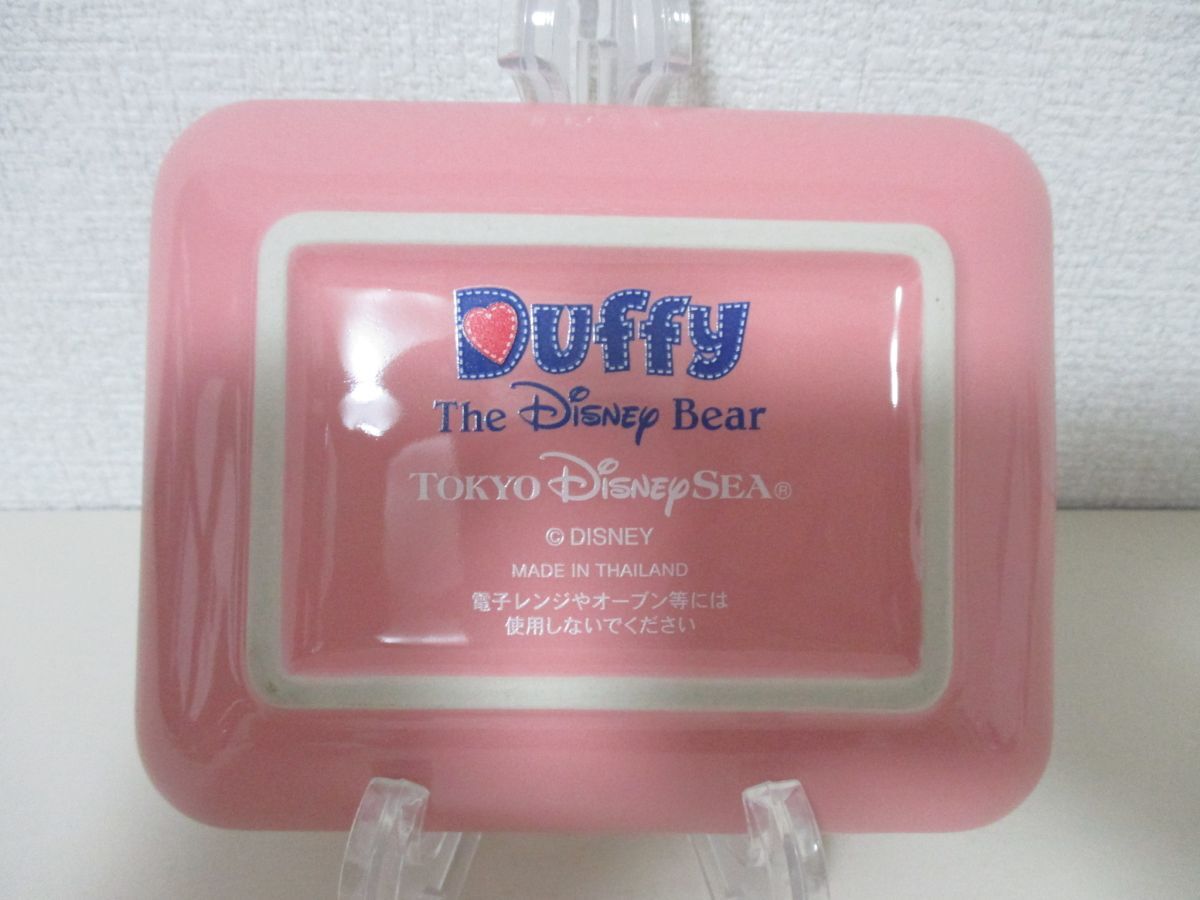 Duffy
The Disney Bear
TOKYO DISNEYSEA®
© DISNEY
MADE IN THAILAND
電子レンジやオーブン等には
使用しないでください